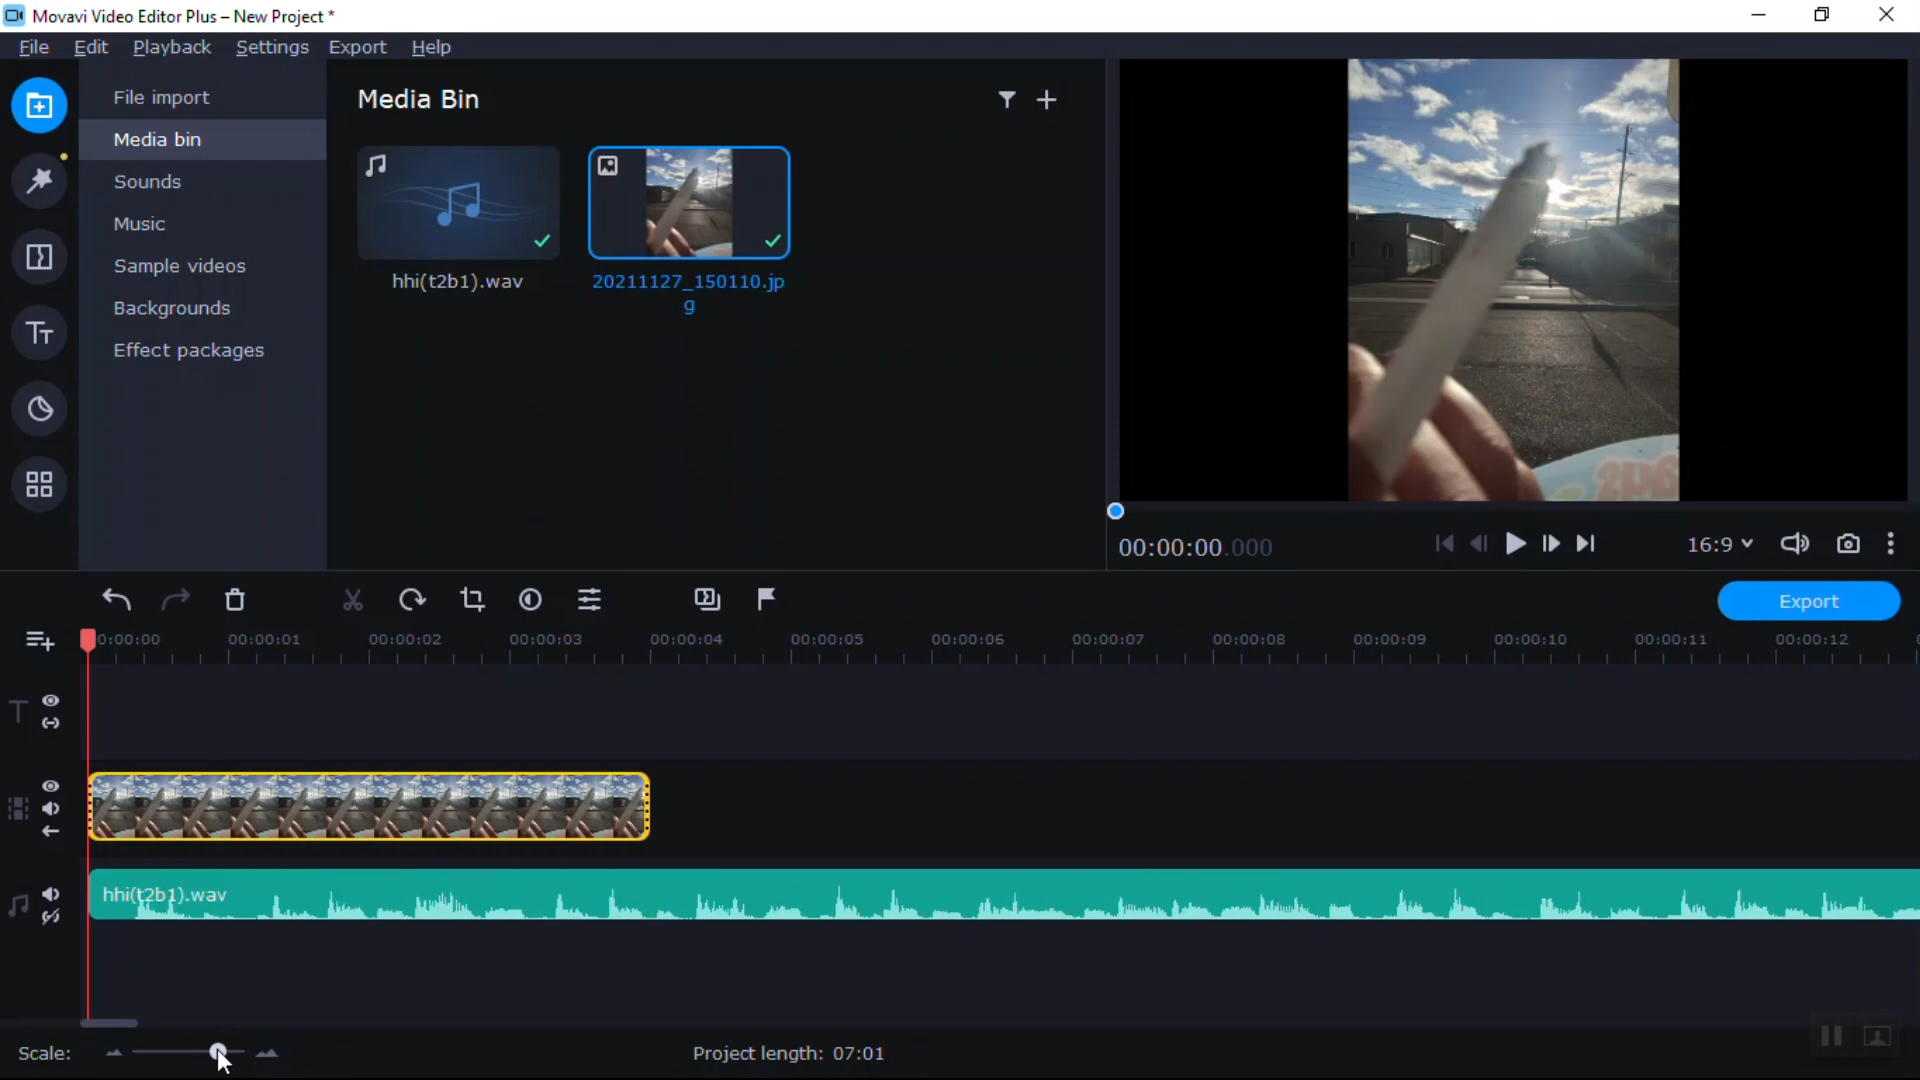 Movavi Video Editor Plus – New Project *
File Edit Playback Settings Export Help
File import
Media bin
Sounds
Music
Sample videos
Backgrounds
Effect packages
Media Bin
hhi(t2b1).wav
20211127_150110.jp
g
00:00:00.000
16:9
Export
0:00:00 00:00:01 00:00:02 00:00:03 00:00:04 00:00:05 00:00:06 00:00:07 00:00:08 00:00:09 00:00:10 00:00:11 00:00:12
hhi(t2b1).wav
Scale:
Project length: 07:01